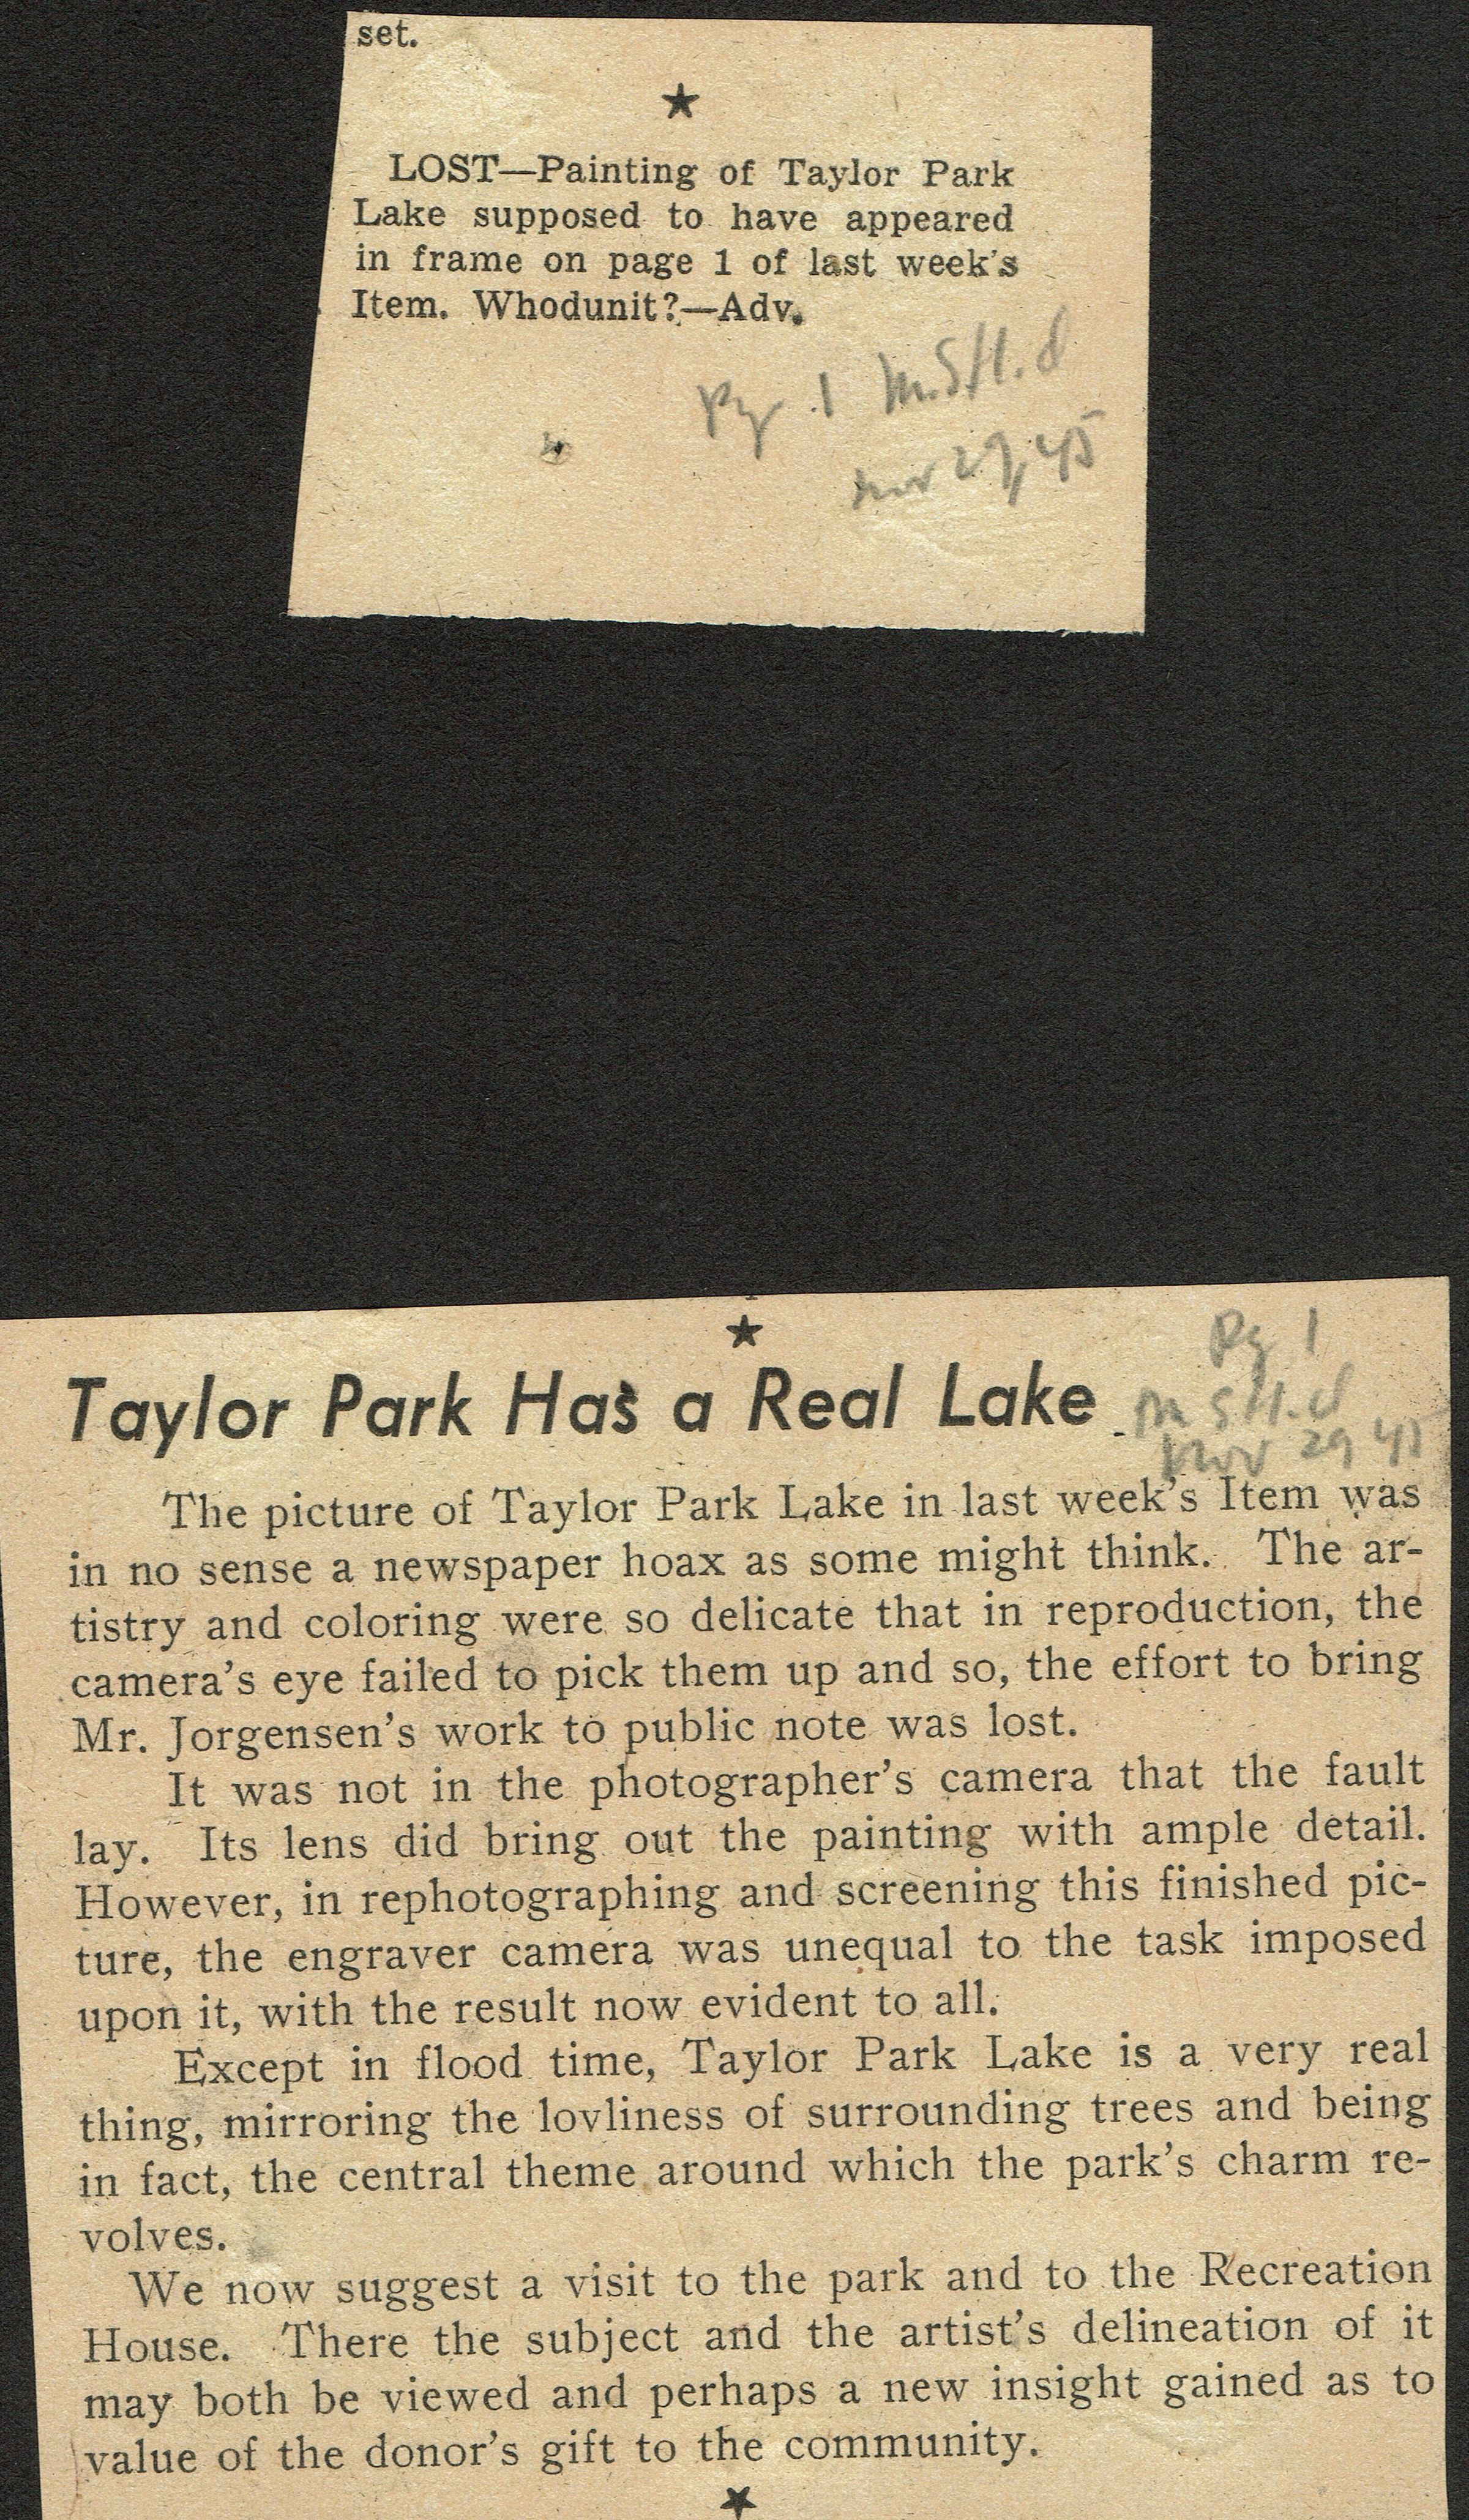 set.
LOST—Painting of Taylor Park
Lake supposed to have appeared
in frame on page 1 of last week's
Item. Whodunit?—Adv.
Pg. 1 M.S.H.
Nov 29, 45
Pg 1
Taylor Park Has a Real Lake
M S.H.
Nov 29 45
The picture of Taylor Park Lake in last week's Item was
in no sense a newspaper hoax as some might think. The ar-
tistry and coloring were so delicate that in reproduction, the
camera's eye failed to pick them up and so, the effort to bring
Mr. Jorgensen's work to public note was lost.
It was not in the photographer's camera that the fault
lay. Its lens did bring out the painting with ample detail.
However, in rephotographing and screening this finished pic-
ture, the engraver camera was unequal to the task imposed
upon it, with the result now evident to all.
Except in flood time, Taylor Park Lake is a very real
thing, mirroring the lovliness of surrounding trees and being
in fact, the central theme around which the park's charm re-
volves.
We now suggest a visit to the park and to the Recreation
House. There the subject and the artist's delineation of it
may both be viewed and perhaps a new insight gained as to
value of the donor's gift to the community.